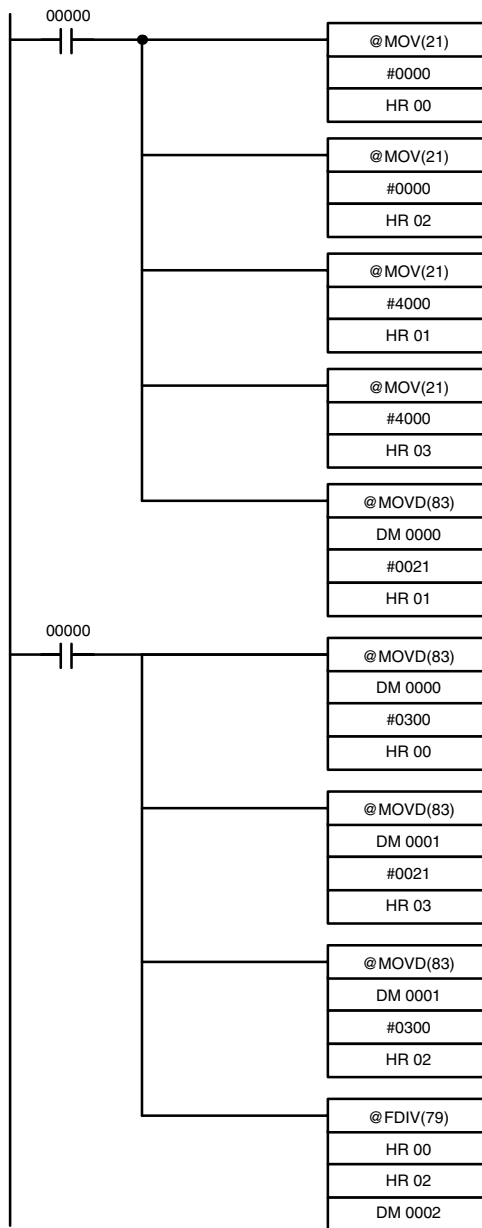 00000
@MOV(21)
#0000
HR 00
@MOV(21)
#0000
HR 02
@MOV(21)
#4000
HR 01
@MOV(21)
#4000
HR 03
@MOVD(83)
DM 0000
#0021
HR 01
00000
@MOVD(83)
DM 0000
#0300
HR 00
@MOVD(83)
DM 0001
#0021
HR 03
@MOVD(83)
DM 0001
#0300
HR 02
@FDIV(79)
HR 00
HR 02
DM 0002